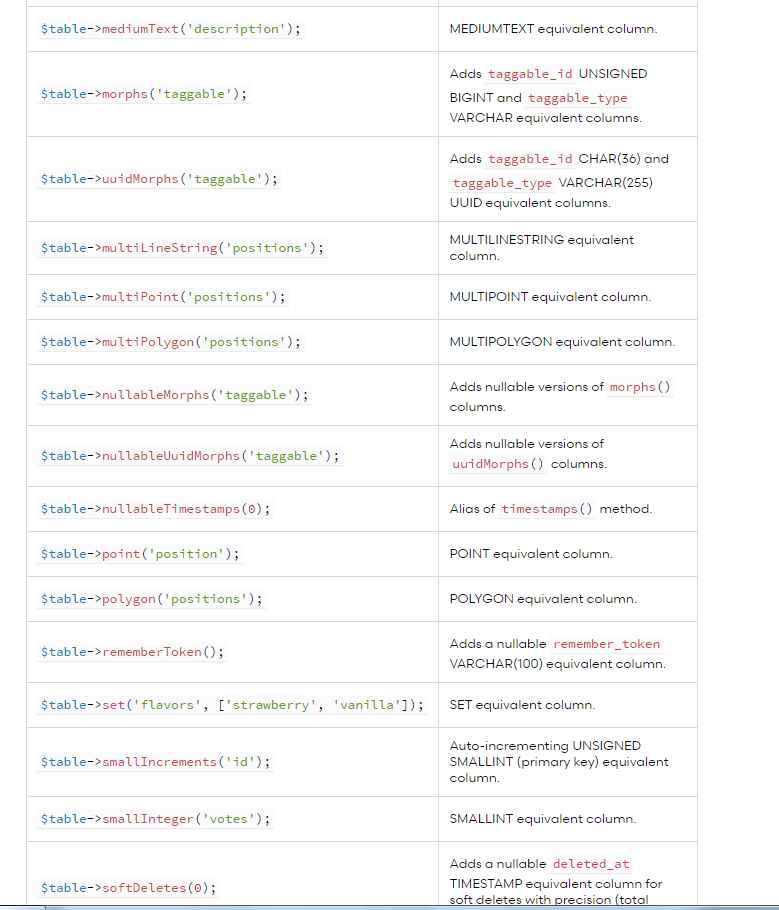 $table->mediumText('description');
MEDIUMTEXT equivalent column.
$table->morphs('taggable');
Adds taggable_id UNSIGNED
BIGINT and taggable_type
VARCHAR equivalent columns.
$table->uuidMorphs('taggable');
Adds taggable_id CHAR(36) and
taggable_type VARCHAR(255)
UUID equivalent columns.
$table->multiLineString('positions');
MULTILINESTRING equivalent
column.
$table->multiPoint('positions');
MULTIPOINT equivalent column.
$table->multiPolygon('positions');
MULTIPOLYGON equivalent column.
$table->nullableMorphs('taggable');
Adds nullable versions of morphs()
columns.
$table->nullableUuidMorphs('taggable');
Adds nullable versions of
uuidMorphs() columns.
$table->nullableTimestamps(0);
Alias of timestamps() method.
$table->point('position');
POINT equivalent column.
$table->polygon('positions');
POLYGON equivalent column.
$table->rememberToken();
Adds a nullable remember_token
VARCHAR(100) equivalent column.
$table->set('flavors', ['strawberry', 'vanilla']);
SET equivalent column.
$table->smallIncrements('id');
Auto-incrementing UNSIGNED
SMALLINT (primary key) equivalent
column.
$table->smallInteger('votes');
SMALLINT equivalent column.
$table->softDeletes(0);
Adds a nullable deleted_at
TIMESTAMP equivalent column for
soft deletes with precision (total